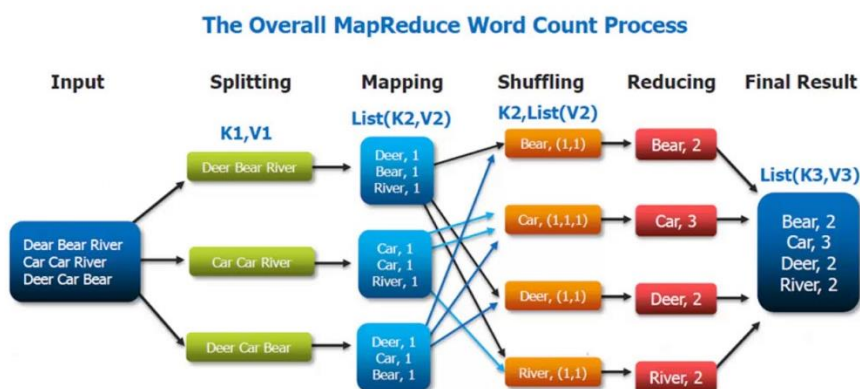 The Overall MapReduce Word Count Process
Input
Splitting
Mapping
Shuffling
Reducing
Final Result
K1,V1
List(K2,V2)
K2,List(V2)
List(K3,V3)
Dear Bear River
Car Car River
Deer Car Bear
Deer Bear River
Car Car River
Deer Car Bear
Deer, 1
Bear, 1
River, 1
Car, 1
Car, 1
River, 1
Deer, 1
Car, 1
Bear, 1
Bear, (1,1)
Car, (1,1,1)
Deer, (1,1)
River, (1,1)
Bear, 2
Car, 3
Deer, 2
River, 2
Bear, 2
Car, 3
Deer, 2
River, 2